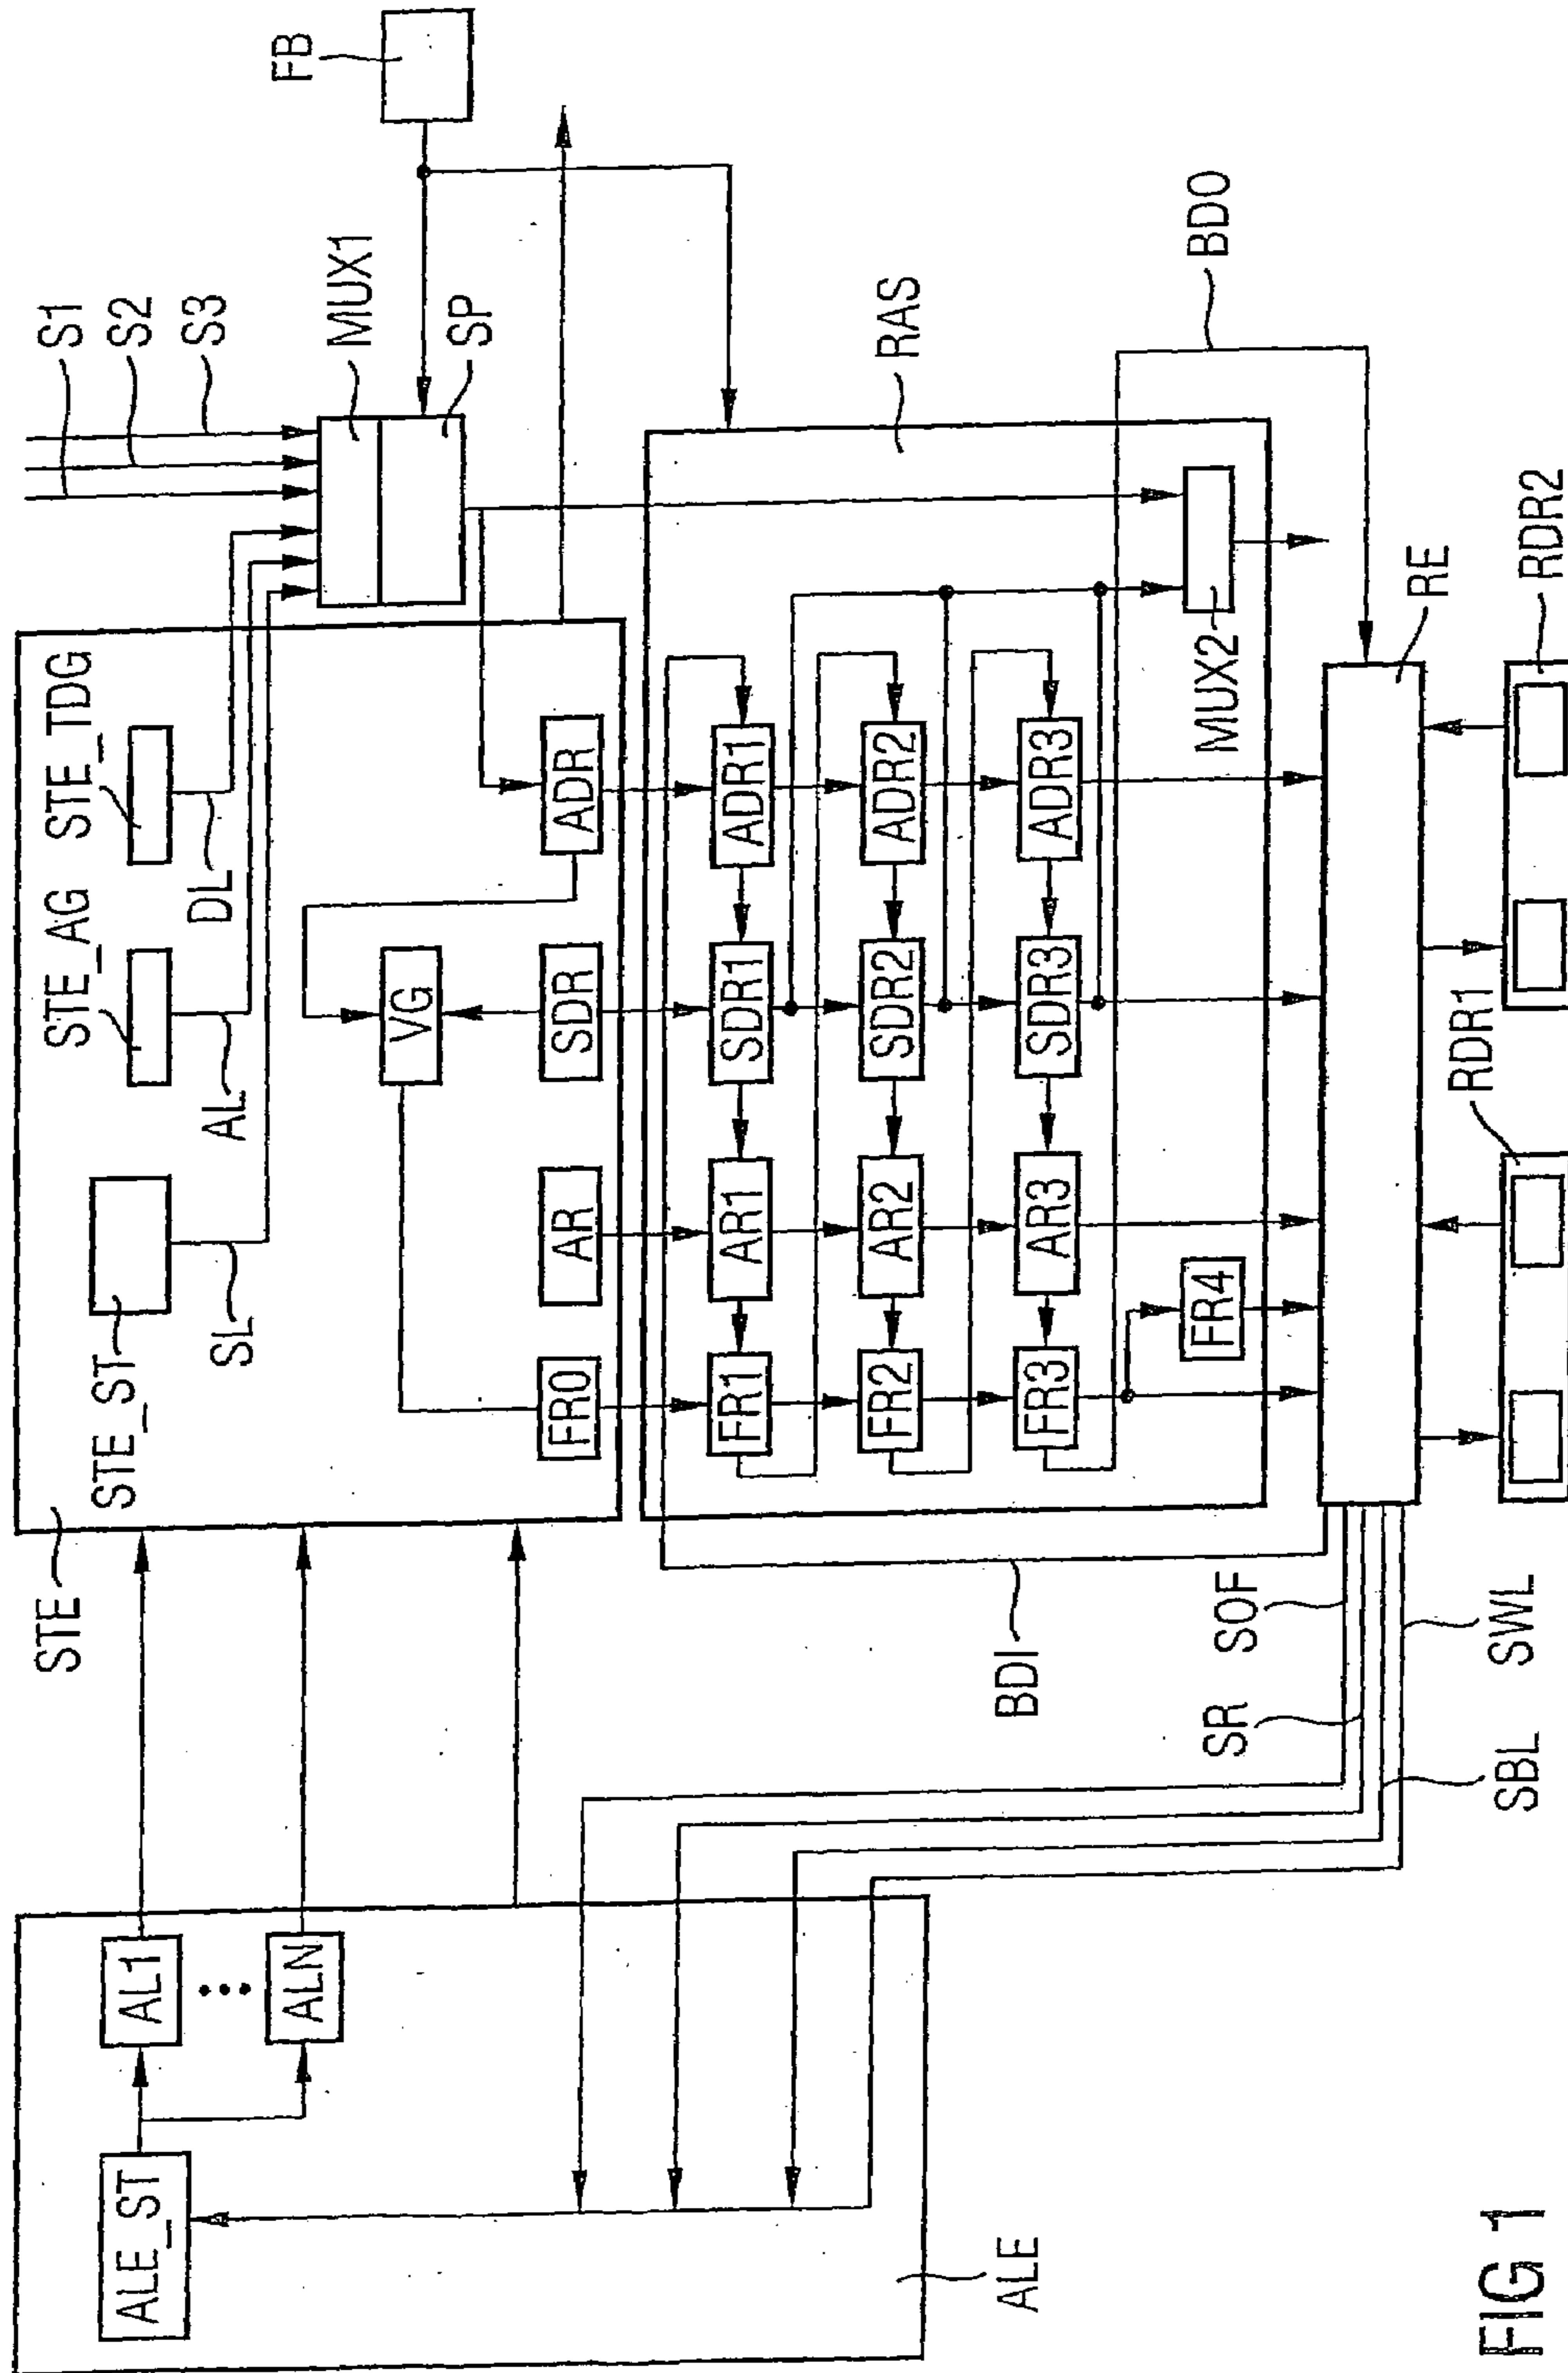 S1
S2
S3
FB
MUX1
SP
STE
STE_ST
STE_AG
STE_TDG
SL
AL
DL
VG
FR0
AR
SDR
ADR
ALE_ST
AL1
ALN
ALE
RAS
FR1
AR1
SDR1
ADR1
FR2
AR2
SDR2
ADR2
FR3
AR3
SDR3
ADR3
FR4
MUX2
BDO
BDI
SOF
SR
SBL
SWL
RE
RDR1
RDR2
FIG 1